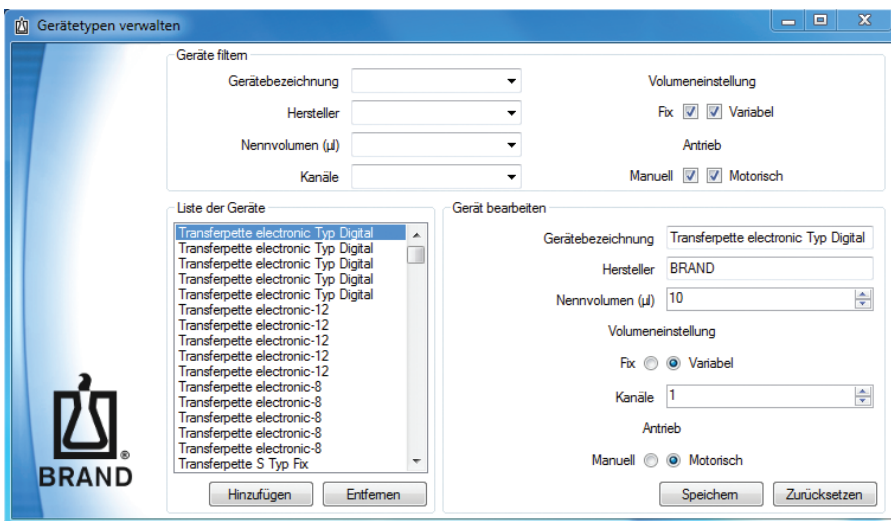 Gerätetypen verwalten
Geräte filtern
Gerätebezeichnung
Hersteller
Nennvolumen (µl)
Kanäle
Volumeneinstellung
Fix Variabel
Antrieb
Manuell Motorisch
Liste der Geräte
Transferpette electronic Typ Digital
Transferpette electronic Typ Digital
Transferpette electronic Typ Digital
Transferpette electronic Typ Digital
Transferpette electronic Typ Digital
Transferpette electronic-12
Transferpette electronic-12
Transferpette electronic-12
Transferpette electronic-12
Transferpette electronic-12
Transferpette electronic-8
Transferpette electronic-8
Transferpette electronic-8
Transferpette electronic-8
Transferpette electronic-8
Transferpette S Typ Fix
Hinzufügen Entfernen
Gerät bearbeiten
Gerätebezeichnung Transferpette electronic Typ Digital
Hersteller BRAND
Nennvolumen (µl) 10
Volumeneinstellung
Fix Variabel
Kanäle 1
Antrieb
Manuell Motorisch
Speichern Zurücksetzen
BRAND®